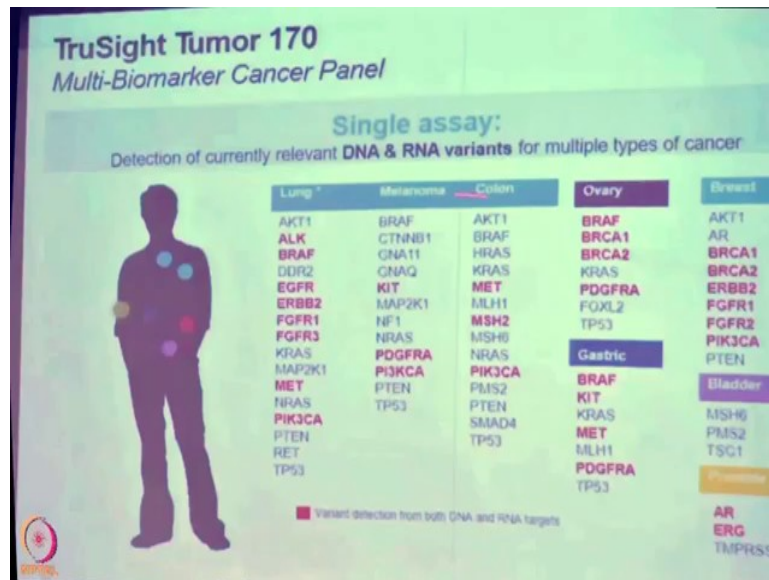 TruSight Tumor 170
Multi-Biomarker Cancer Panel
Single assay:
Detection of currently relevant DNA & RNA variants for multiple types of cancer
Lung *
AKT1
ALK
BRAF
DDR2
EGFR
ERBB2
FGFR1
FGFR3
KRAS
MAP2K1
MET
NRAS
PIK3CA
PTEN
RET
TP53
Melanoma
BRAF
CTNNB1
GNA11
GNAQ
KIT
MAP2K1
NF1
NRAS
PDGFRA
PI3KCA
PTEN
TP53
Colon
AKT1
BRAF
HRAS
KRAS
MET
MLH1
MSH2
MSH6
NRAS
PIK3CA
PMS2
PTEN
SMAD4
TP53
Ovary
BRAF
BRCA1
BRCA2
KRAS
PDGFRA
FOXL2
TP53
Gastric
BRAF
KIT
KRAS
MET
MLH1
PDGFRA
TP53
Breast
AKT1
AR
BRCA1
BRCA2
ERBB2
FGFR1
FGFR2
PIK3CA
PTEN
Bladder
MSH6
PMS2
TSC1
Prostate
AR
ERG
TMPRSS
Variant detection from both DNA and RNA targets